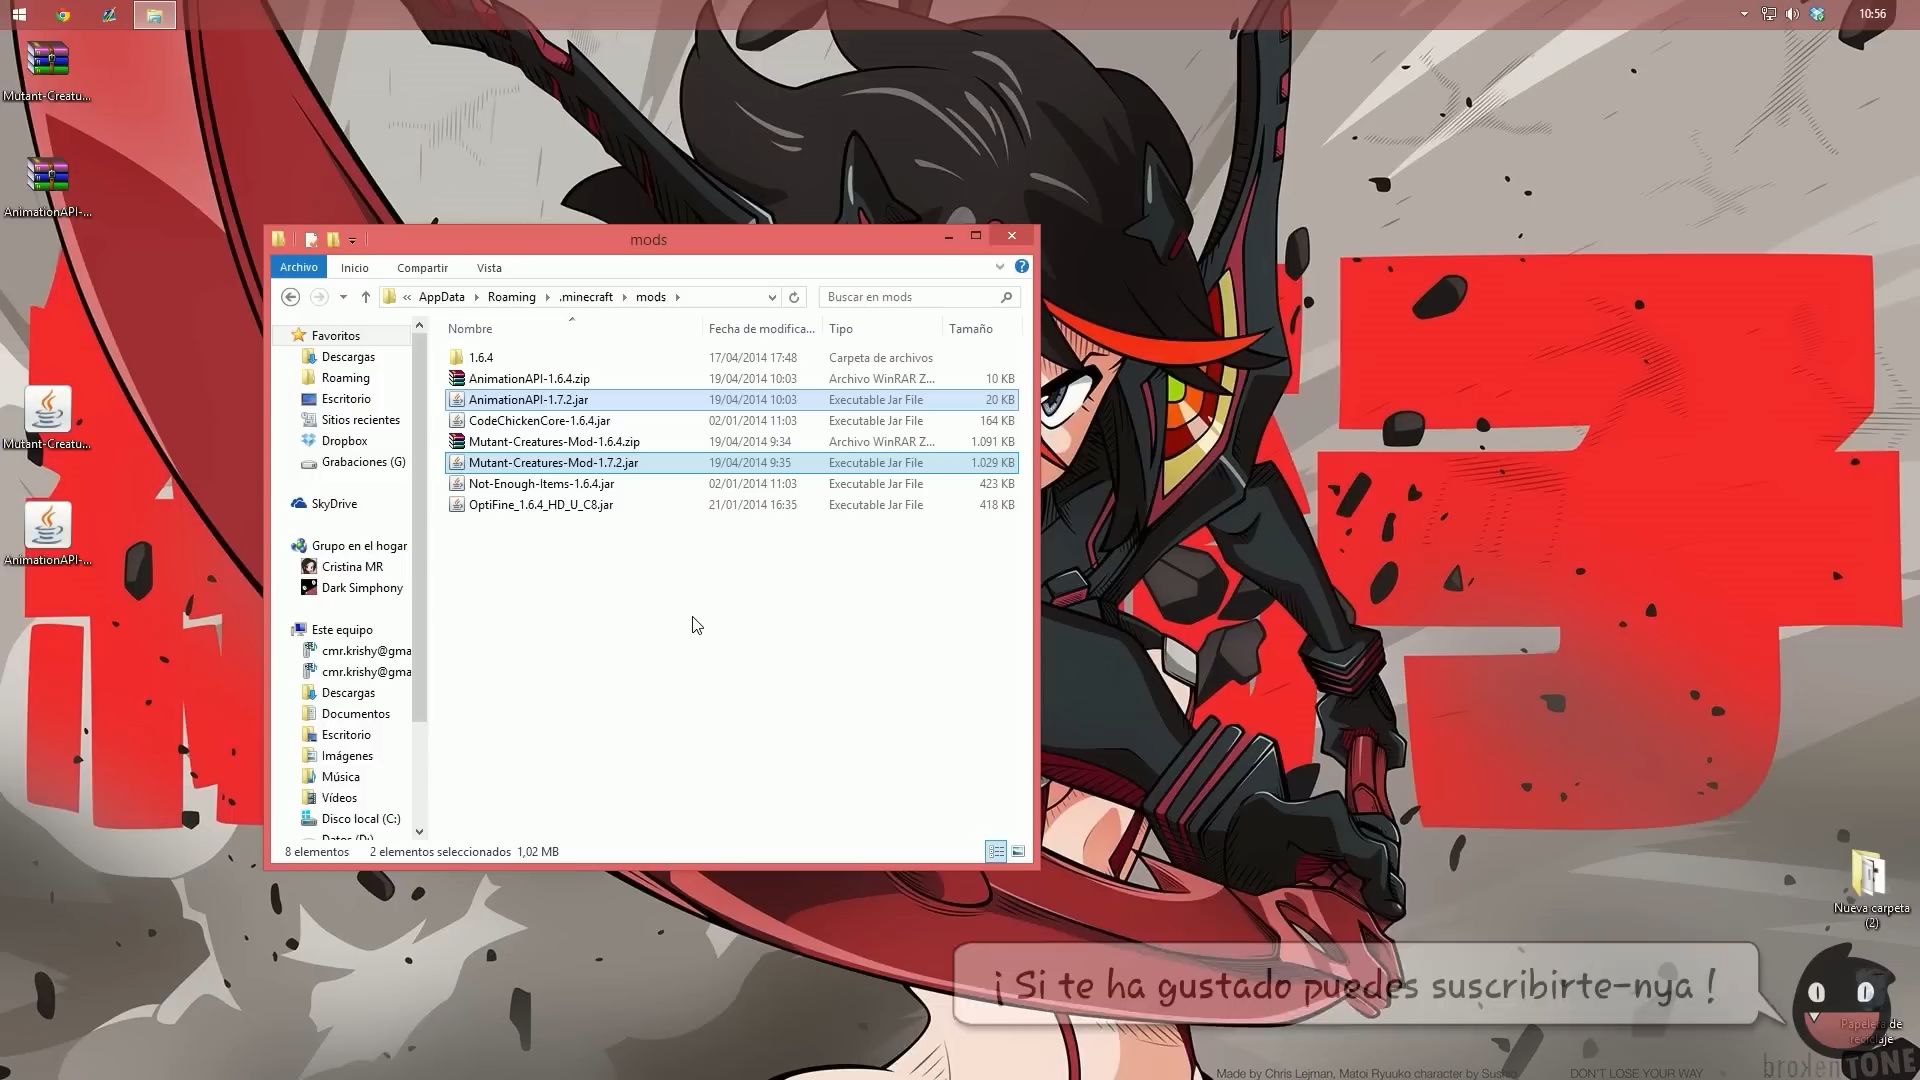 10:56
Mutant-Creatu...
AnimationAPI-...
Mutant-Creatu...
AnimationAPI-...
mods
Archivo Inicio Compartir Vista
« AppData Roaming .minecraft mods Buscar en mods
Nombre Fecha de modifica... Tipo Tamaño
1.6.4 17/04/2014 17:48 Carpeta de archivos
AnimationAPI-1.6.4.zip 19/04/2014 10:03 Archivo WinRAR Z... 10 KB
AnimationAPI-1.7.2.jar 19/04/2014 10:03 Executable Jar File 20 KB
CodeChickenCore-1.6.4.jar 02/01/2014 11:03 Executable Jar File 164 KB
Mutant-Creatures-Mod-1.6.4.zip 19/04/2014 9:34 Archivo WinRAR Z... 1.091 KB
Mutant-Creatures-Mod-1.7.2.jar 19/04/2014 9:35 Executable Jar File 1.029 KB
Not-Enough-Items-1.6.4.jar 02/01/2014 11:03 Executable Jar File 423 KB
OptiFine_1.6.4_HD_U_C8.jar 21/01/2014 16:35 Executable Jar File 418 KB
Favoritos
Descargas
Roaming
Escritorio
Sitios recientes
Dropbox
Grabaciones (G)
SkyDrive
Grupo en el hogar
Cristina MR
Dark Simphony
Este equipo
cmr.krishy@gma
cmr.krishy@gma
Descargas
Documentos
Escritorio
Imágenes
Música
Vídeos
Disco local (C:)
Datos (D:)
8 elementos 2 elementos seleccionados 1,02 MB
Nueva carpeta
(2)
¡ Si te ha gustado puedes suscribirte-nya !
Papelera de
reciclaje
brokenTONE
Made by Chris Lejman, Matoi Ryuuko character by Sushio
DON'T LOSE YOUR WAY